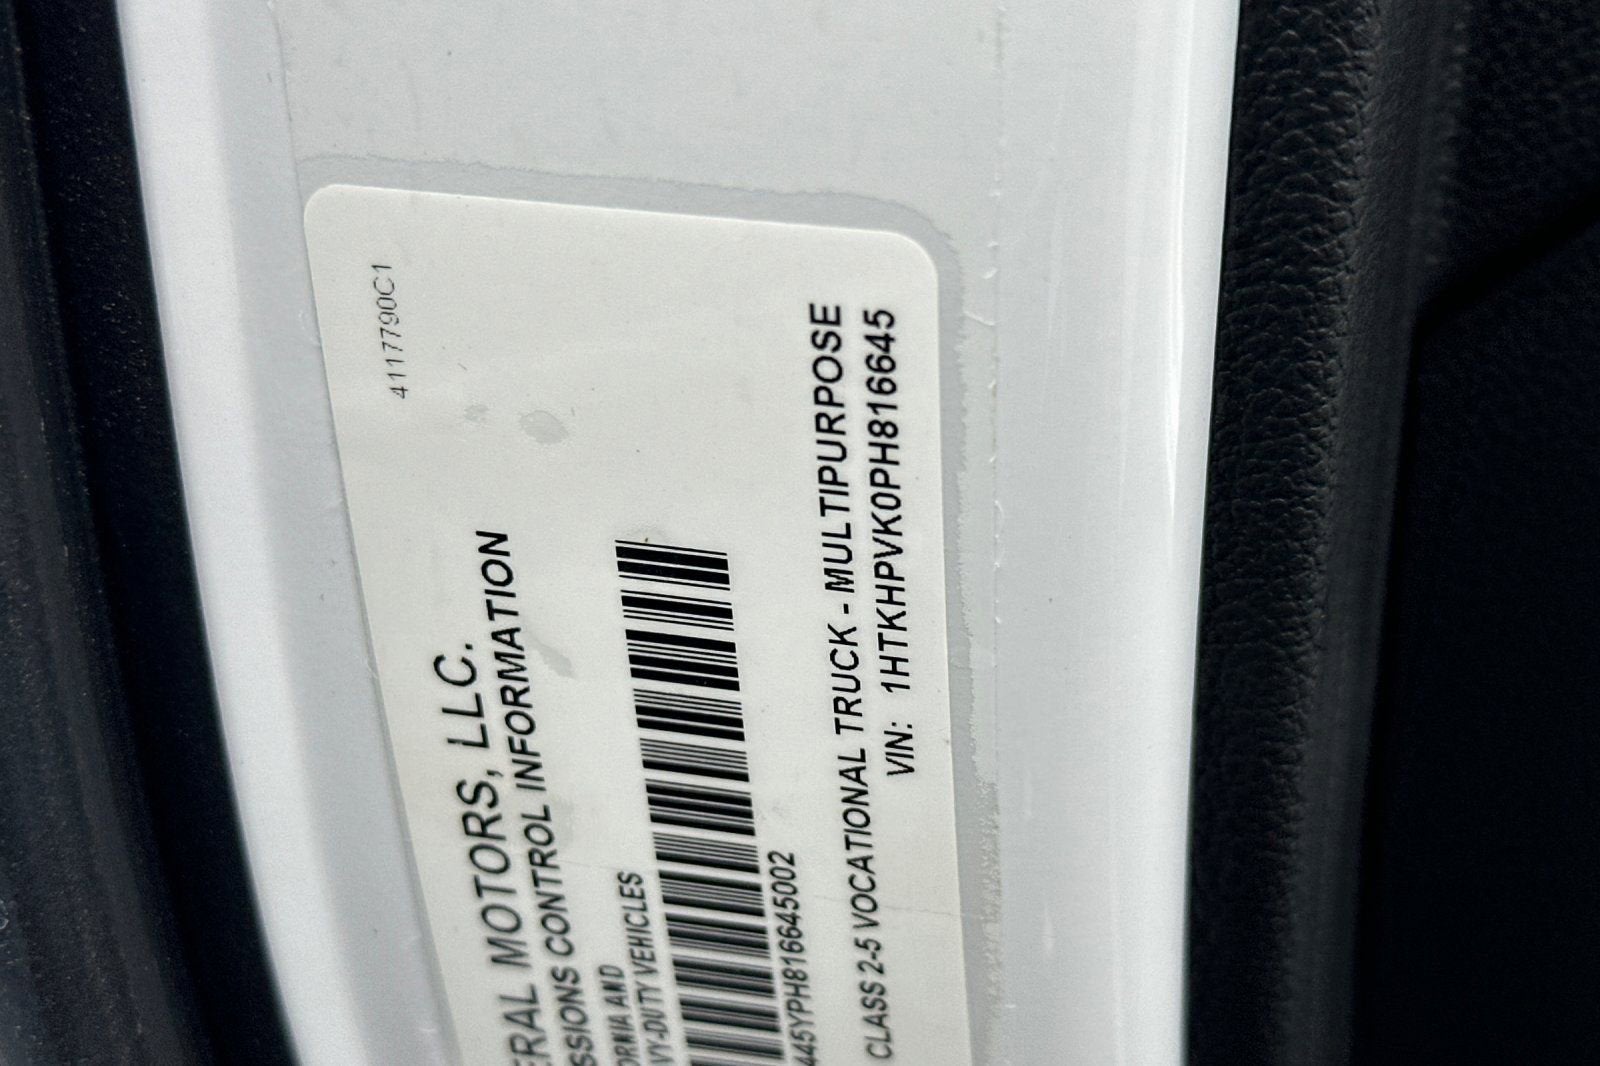 4117790C1
ERAL MOTORS, LLC.
SSIONS CONTROL INFORMATION
ORNIA AND
VY-DUTY VEHICLES
445YPH816645002
CLASS 2-5 VOCATIONAL TRUCK - MULTIPURPOSE
VIN: 1HTKHPVK0PH816645